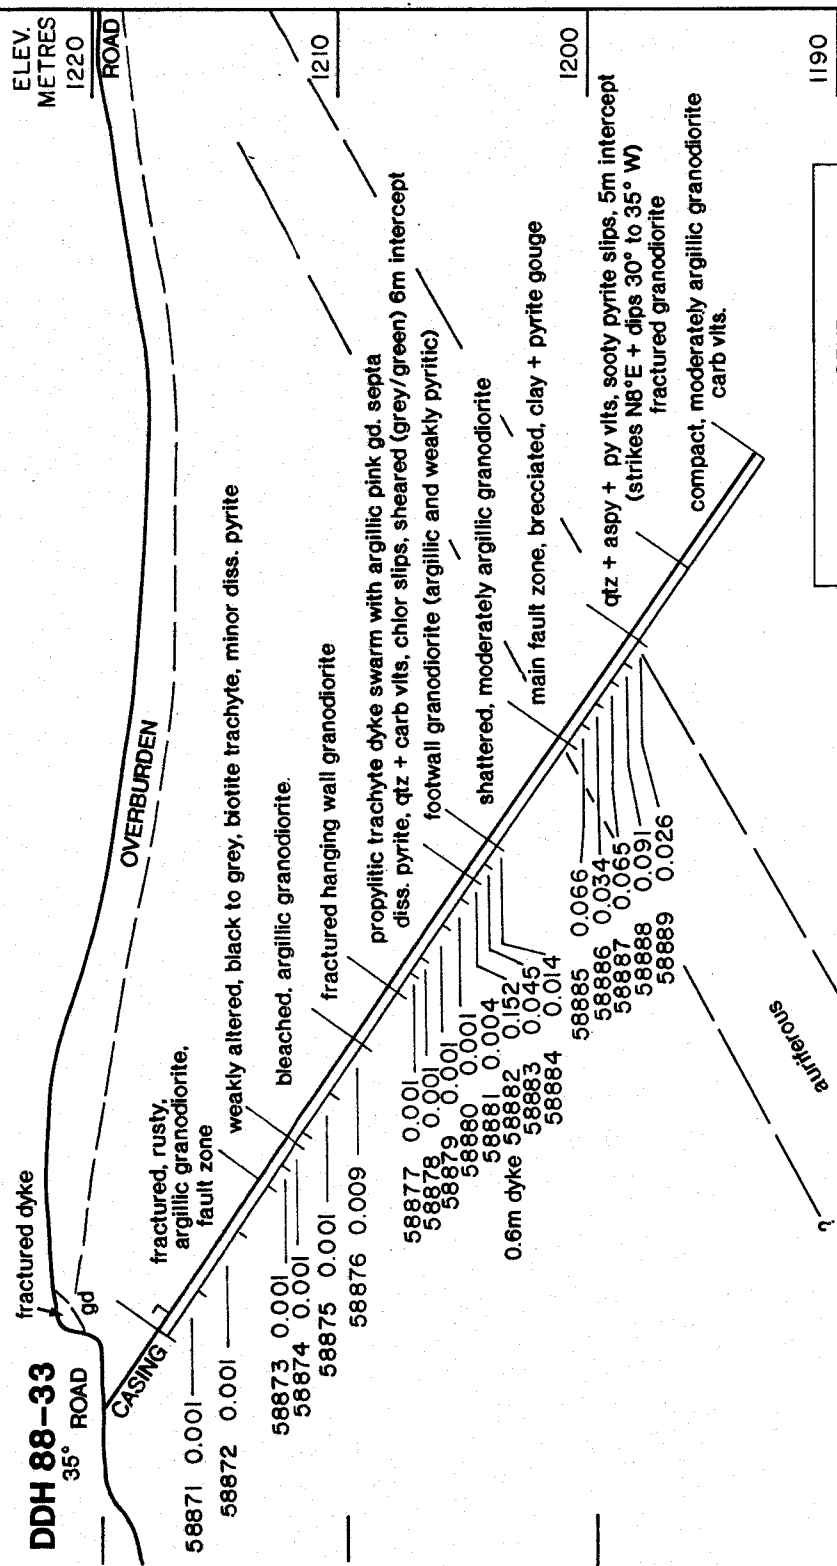 DDH 88-33
35°
ROAD
fractured dyke
gd
CASING
OVERBURDEN
ROAD
ELEV.
METRES
1220
1210
1200
1190
fractured, rusty,
argillic granodiorite,
fault zone
weakly altered, black to grey, biotite trachyte, minor diss. pyrite
bleached, argillic granodiorite.
fractured hanging wall granodiorite
propylitic trachyte dyke swarm with argillic pink gd. septa
diss. pyrite, qtz + carb vlts, chlor slips, sheared (grey/green) 6m intercept
footwall granodiorite (argillic and weakly pyritic)
shattered, moderately argillic granodiorite
main fault zone, brecciated, clay + pyrite gouge
qtz + aspy + py vlts, sooty pyrite slips, 5m intercept
(strikes N8°E + dips 30° to 35° W)
fractured granodiorite
compact, moderately argillic granodiorite
carb vlts.
58871 0.001
58872 0.001
58873 0.001
58874 0.001
58875 0.001
58876 0.009
58877 0.001
58878 0.001
58879 0.001
58880 0.001
58881 0.004
0.6m dyke 58882 0.152
58883 0.045
58884 0.014
58885 0.066
58886 0.034
58887 0.065
58888 0.091
58889 0.026
auriferous
?